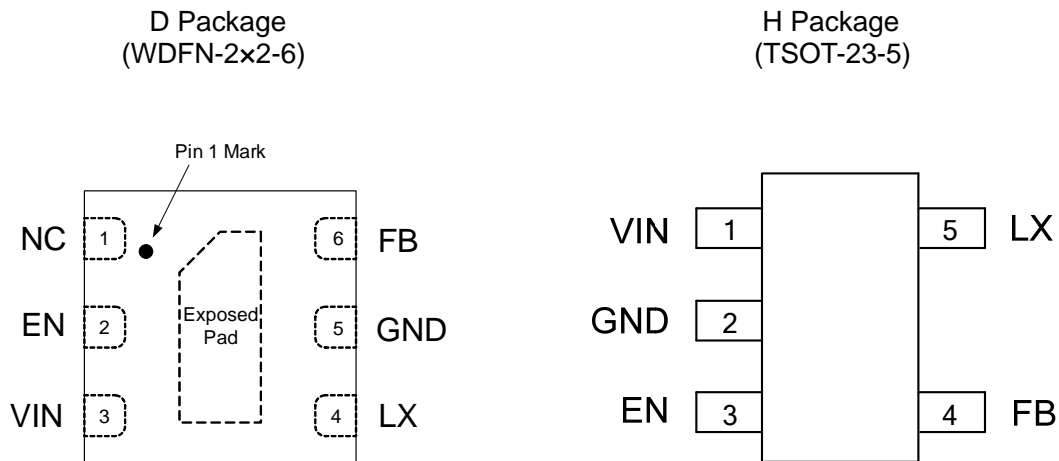 D Package
(WDFN-2×2-6)
Pin 1 Mark
NC 1
6 FB
EN 2
Exposed
Pad
5 GND
VIN 3
4 LX
H Package
(TSOT-23-5)
VIN 1
5 LX
GND 2
EN 3
4 FB